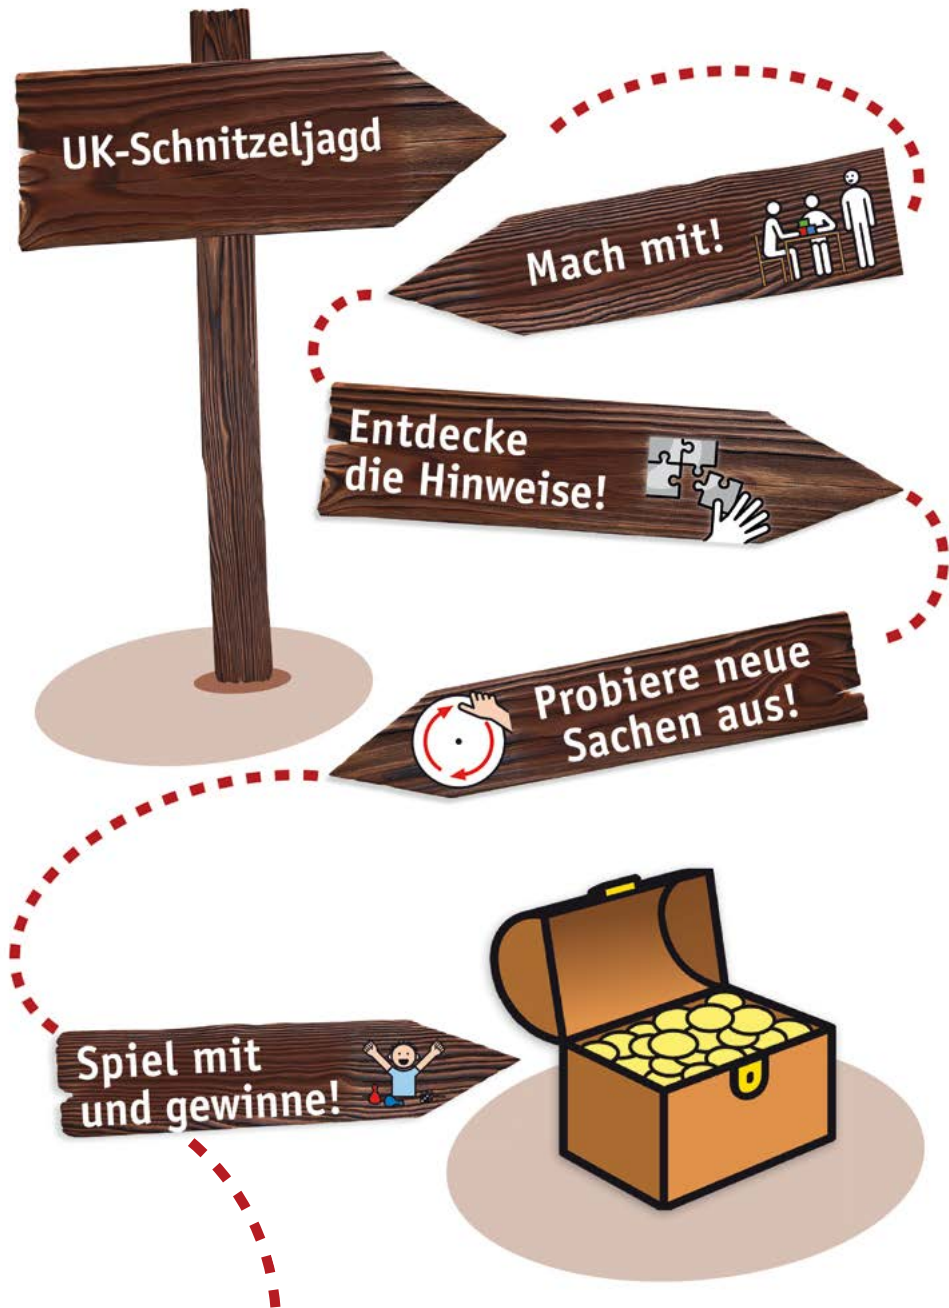 UK-Schnitzeljagd
Mach mit!
Entdecke
die Hinweise!
Probiere neue
Sachen aus!
Spiel mit
und gewinne!